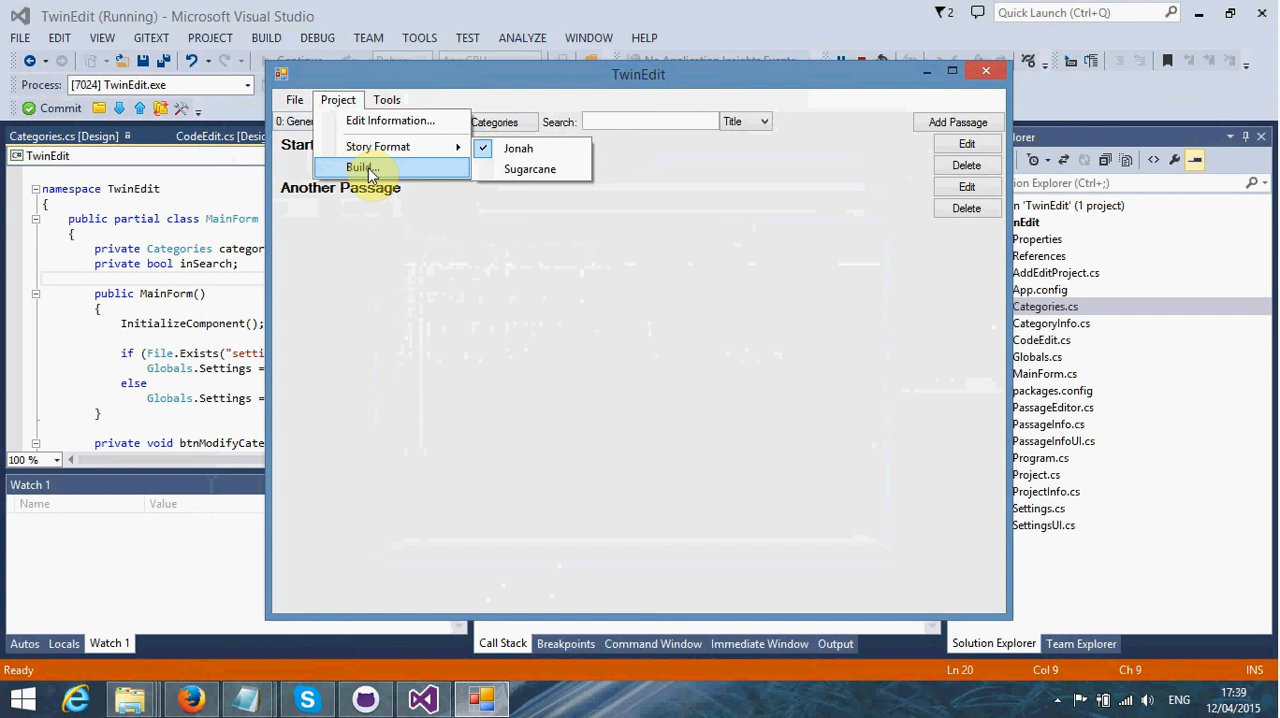 TwinEdit (Running) - Microsoft Visual Studio
2
Quick Launch (Ctrl+Q)
FILE EDIT VIEW GITEXT PROJECT BUILD DEBUG TEAM TOOLS TEST ANALYZE WINDOW HELP
Process: [7024] TwinEdit.exe
Commit
TwinEdit
File Project Tools
0: Gener
Categories
Search:
Title
Add Passage
Edit Information...
Story Format
Build...
Jonah
Sugarcane
Start
Another Passage
Edit
Delete
Edit
Delete
Categories.cs [Design]
CodeEdit.cs [Design]
TwinEdit
namespace TwinEdit
{
public partial class MainForm
{
private Categories categor
private bool inSearch;
public MainForm()
{
InitializeComponent();
if (File.Exists("setti
Globals.Settings =
else
Globals.Settings =
}
private void btnModifyCate
100 %
Watch 1
Name Value
Autos Locals Watch 1
Call Stack Breakpoints Command Window Immediate Window Output
xplorer
Explorer (Ctrl+;)
n 'TwinEdit' (1 project)
inEdit
Properties
References
AddEditProject.cs
App.config
Categories.cs
CategoryInfo.cs
CodeEdit.cs
Globals.cs
MainForm.cs
packages.config
PassageEditor.cs
PassageInfo.cs
PassageInfoUI.cs
Program.cs
Project.cs
ProjectInfo.cs
Settings.cs
SettingsUI.cs
Solution Explorer Team Explorer
Ready
Ln 20 Col 9 Ch 9 INS
ENG
17:39
12/04/2015